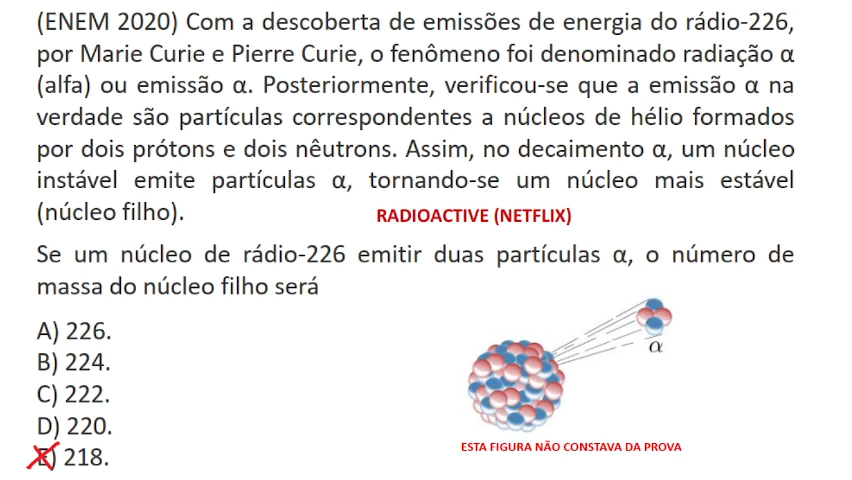 (ENEM 2020) Com a descoberta de emissões de energia do rádio-226,
por Marie Curie e Pierre Curie, o fenômeno foi denominado radiação α
(alfa) ou emissão α. Posteriormente, verificou-se que a emissão α na
verdade são partículas correspondentes a núcleos de hélio formados
por dois prótons e dois nêutrons. Assim, no decaimento α, um núcleo
instável emite partículas α, tornando-se um núcleo mais estável
(núcleo filho).
RADIOACTIVE (NETFLIX)
Se um núcleo de rádio-226 emitir duas partículas α, o número de
massa do núcleo filho será
A) 226.
B) 224.
C) 222.
D) 220.
E) 218.
α
ESTA FIGURA NÃO CONSTAVA DA PROVA